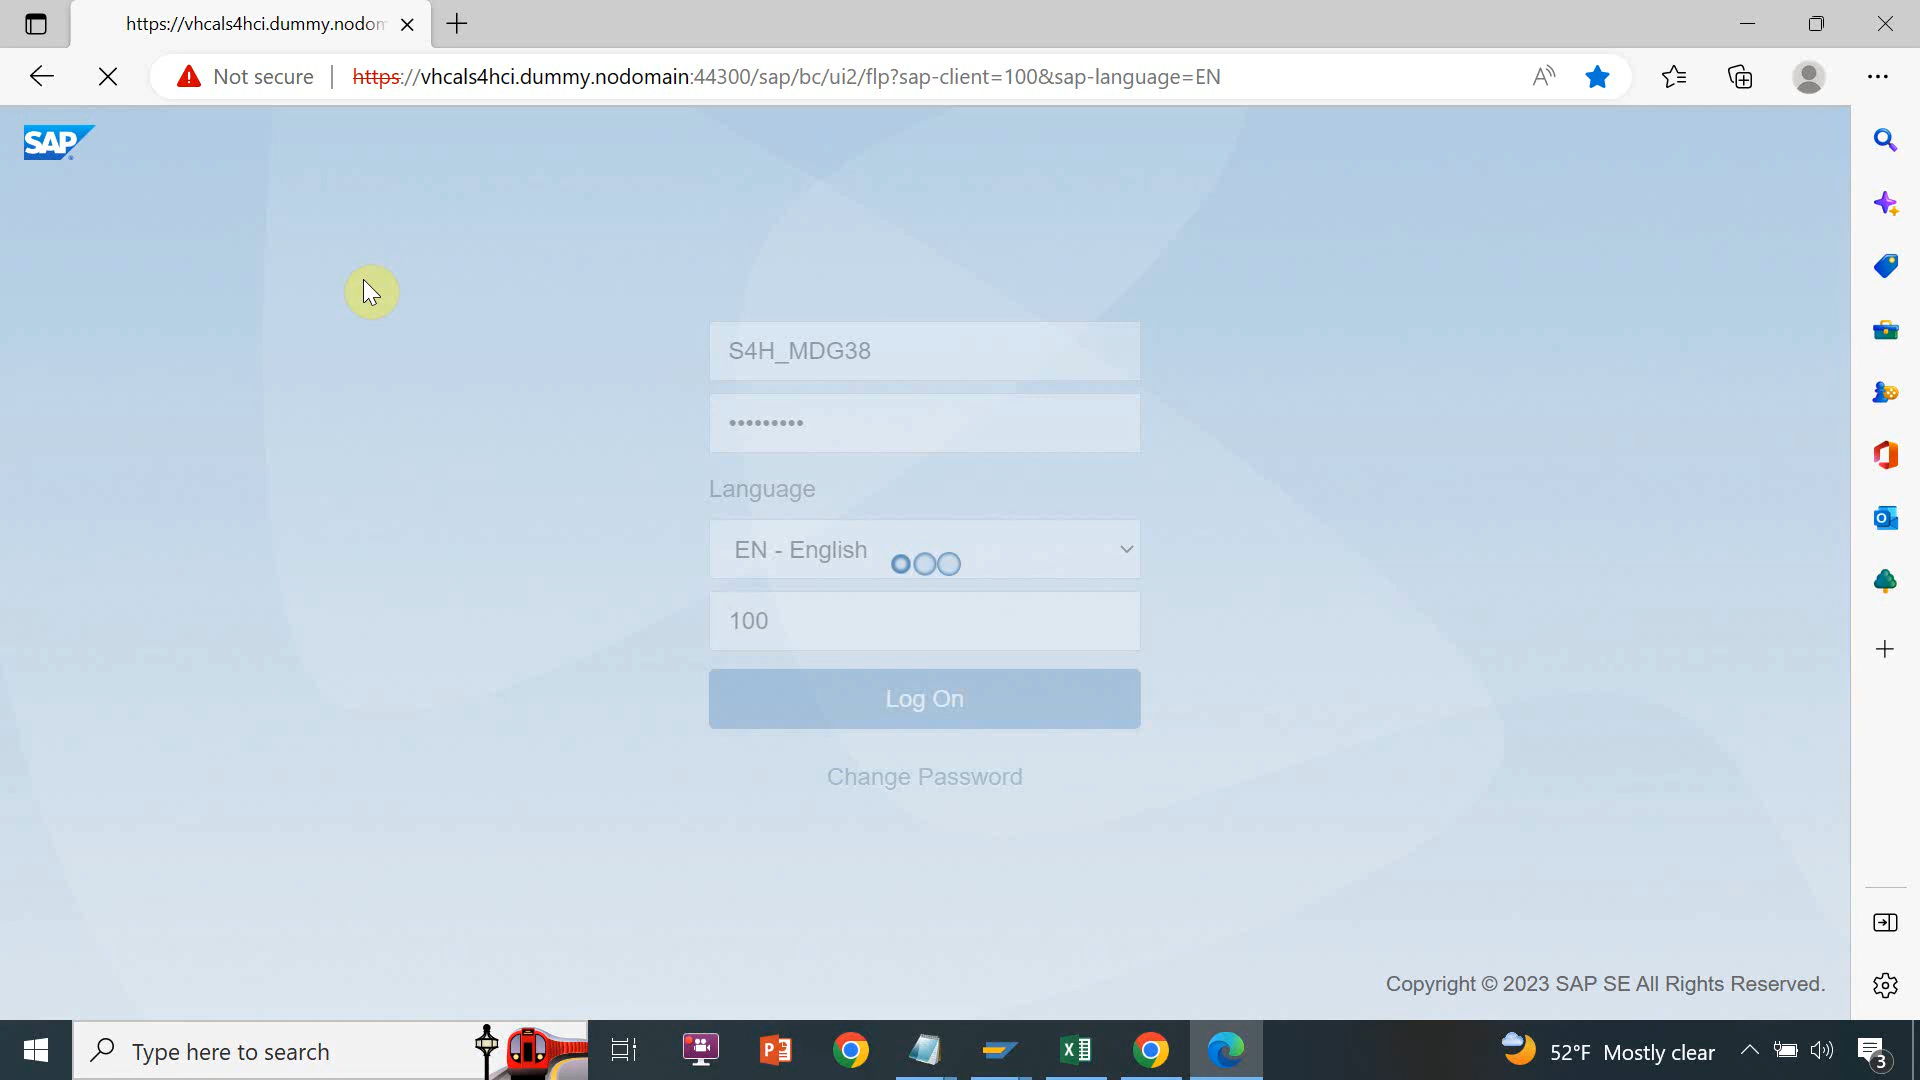 https://vhcals4hci.dummy.nodom
Not secure
https://vhcals4hci.dummy.nodomain:44300/sap/bc/ui2/flp?sap-client=100&sap-language=EN
SAP
S4H_MDG38
Language
EN - English
100
Log On
Change Password
Copyright © 2023 SAP SE All Rights Reserved.
Type here to search
52°F Mostly clear
3